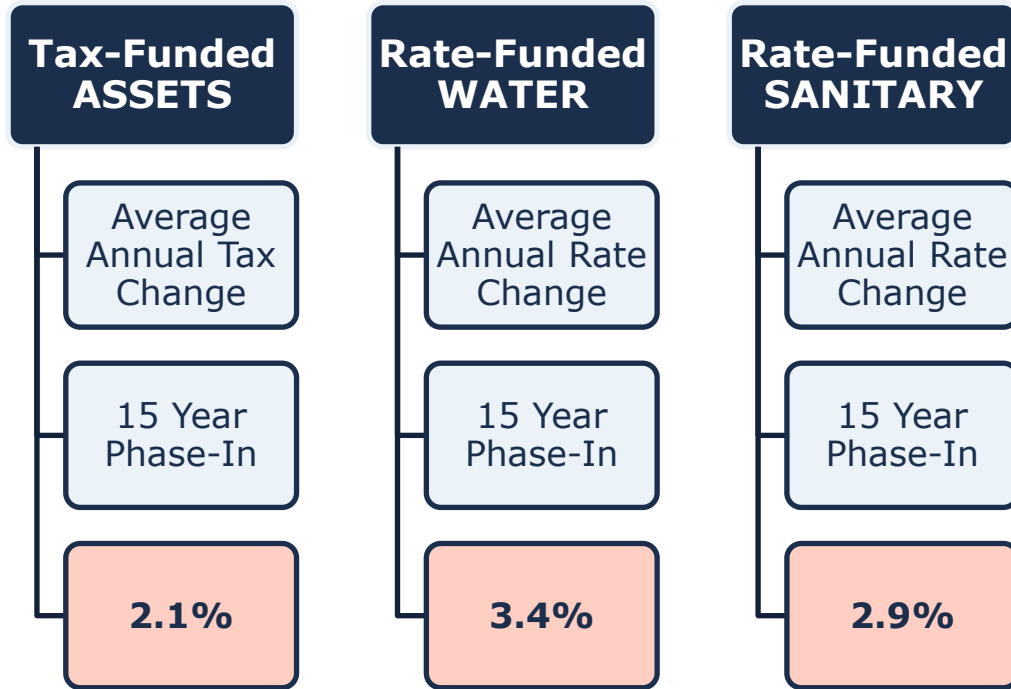 Tax-Funded
ASSETS
Average
Annual Tax
Change
15 Year
Phase-In
2.1%
Rate-Funded
WATER
Average
Annual Rate
Change
15 Year
Phase-In
3.4%
Rate-Funded
SANITARY
Average
Annual Rate
Change
15 Year
Phase-In
2.9%